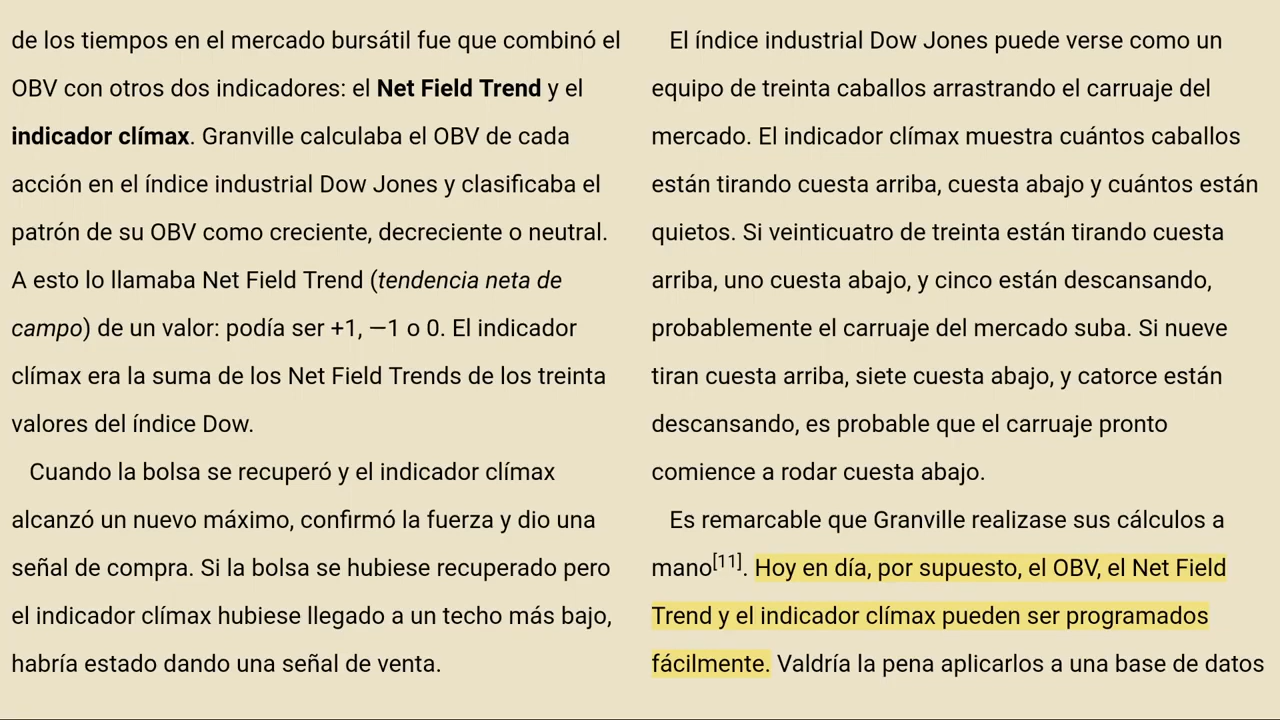 de los tiempos en el mercado bursátil fue que combinó el
OBV con otros dos indicadores: el Net Field Trend y el
indicador clímax. Granville calculaba el OBV de cada
acción en el índice industrial Dow Jones y clasificaba el
patrón de su OBV como creciente, decreciente o neutral.
A esto lo llamaba Net Field Trend (tendencia neta de
campo) de un valor: podía ser +1, —1 o 0. El indicador
clímax era la suma de los Net Field Trends de los treinta
valores del índice Dow.
Cuando la bolsa se recuperó y el indicador clímax
alcanzó un nuevo máximo, confirmó la fuerza y dio una
señal de compra. Si la bolsa se hubiese recuperado pero
el indicador clímax hubiese llegado a un techo más bajo,
habría estado dando una señal de venta.
El índice industrial Dow Jones puede verse como un
equipo de treinta caballos arrastrando el carruaje del
mercado. El indicador clímax muestra cuántos caballos
están tirando cuesta arriba, cuesta abajo y cuántos están
quietos. Si veinticuatro de treinta están tirando cuesta
arriba, uno cuesta abajo, y cinco están descansando,
probablemente el carruaje del mercado suba. Si nueve
tiran cuesta arriba, siete cuesta abajo, y catorce están
descansando, es probable que el carruaje pronto
comience a rodar cuesta abajo.
Es remarcable que Granville realizase sus cálculos a
mano[11]. Hoy en día, por supuesto, el OBV, el Net Field
Trend y el indicador clímax pueden ser programados
fácilmente. Valdría la pena aplicarlos a una base de datos